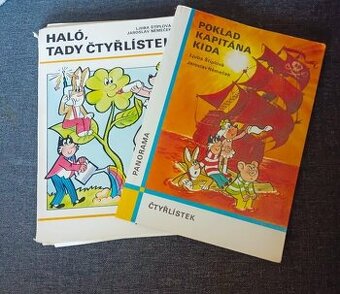 LJUBA ŠTÍPLOVÁ
JAROSLAV NĚMEČEK
HALÓ,
TADY ČTYŘLÍSTEK
PANORAMA
POKLAD
KAPITÁNA
KIDA
Ljuba Štíplová
Jaroslav Němeček
ČTYŘLÍSTEK